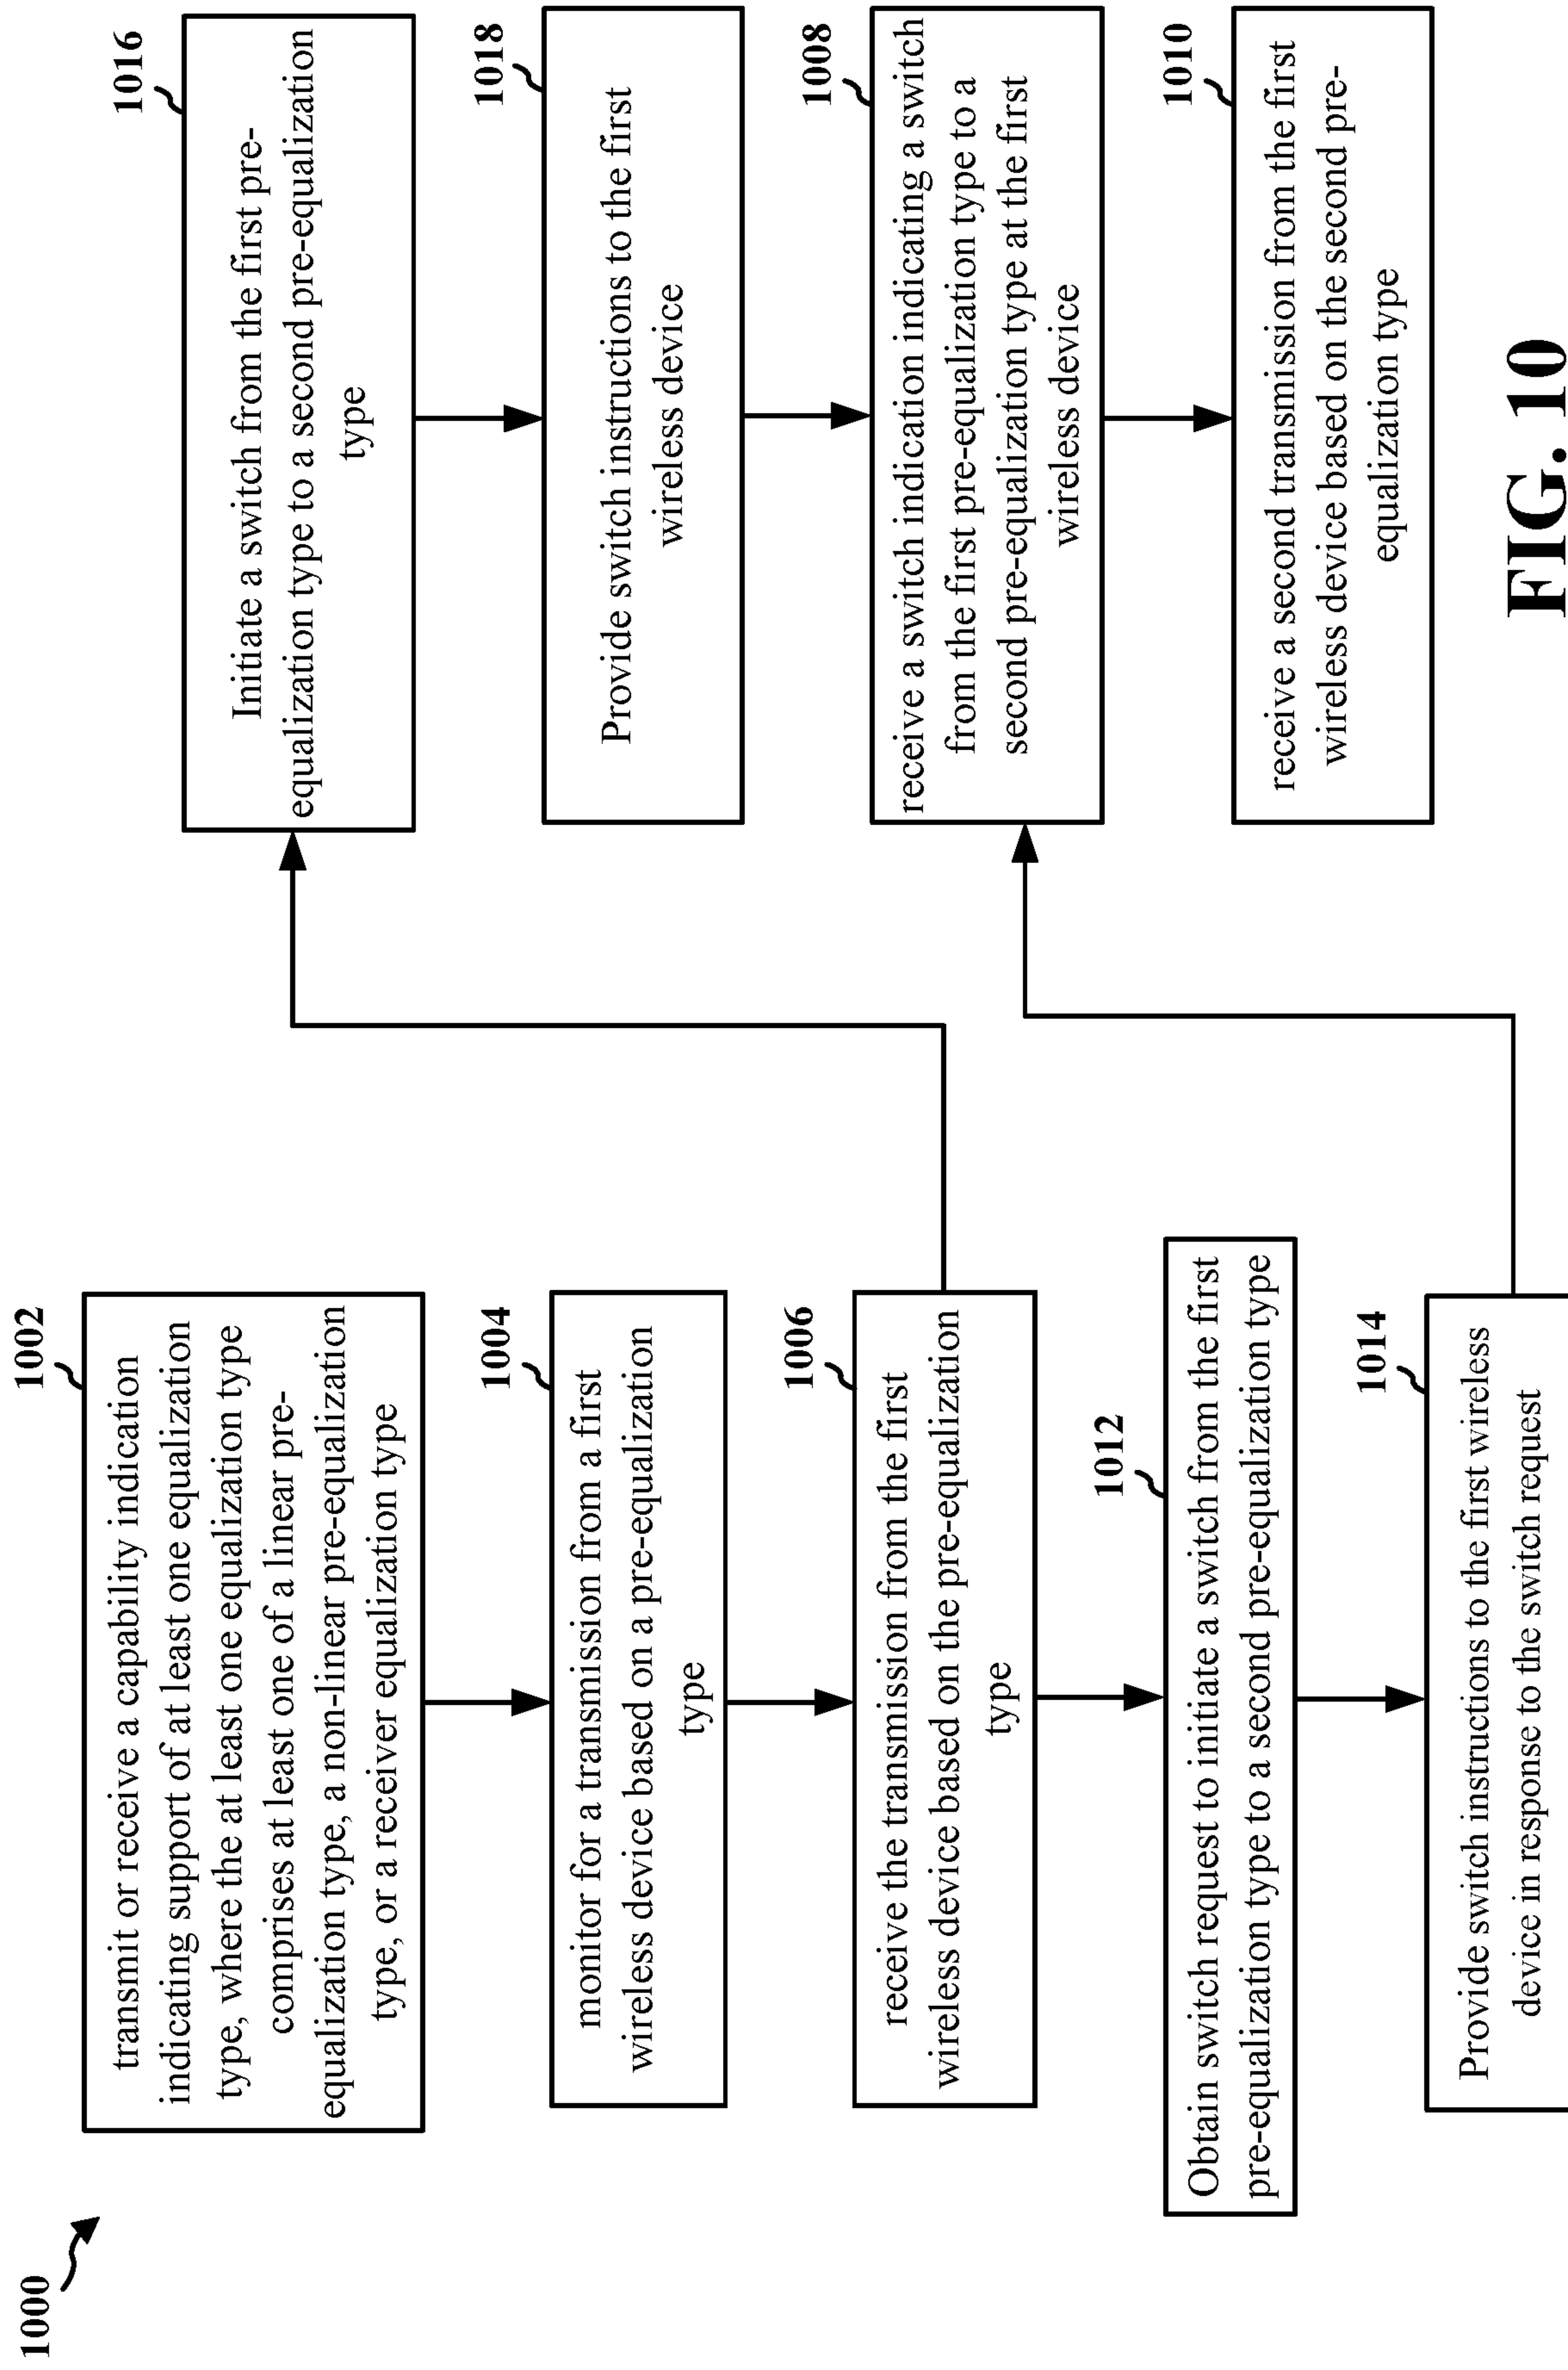 1000
1002
transmit or receive a capability indication
indicating support of at least one equalization
type, where the at least one equalization type
comprises at least one of a linear pre-
equalization type, a non-linear pre-equalization
type, or a receiver equalization type
1004
monitor for a transmission from a first
wireless device based on a pre-equalization
type
1006
receive the transmission from the first
wireless device based on the pre-equalization
type
1012
Obtain switch request to initiate a switch from the first
pre-equalization type to a second pre-equalization type
1014
Provide switch instructions to the first wireless
device in response to the switch request
1016
Initiate a switch from the first pre-
equalization type to a second pre-equalization
type
1018
Provide switch instructions to the first
wireless device
1008
receive a switch indication indicating a switch
from the first pre-equalization type to a
second pre-equalization type at the first
wireless device
1010
receive a second transmission from the first
wireless device based on the second pre-
equalization type
FIG. 10